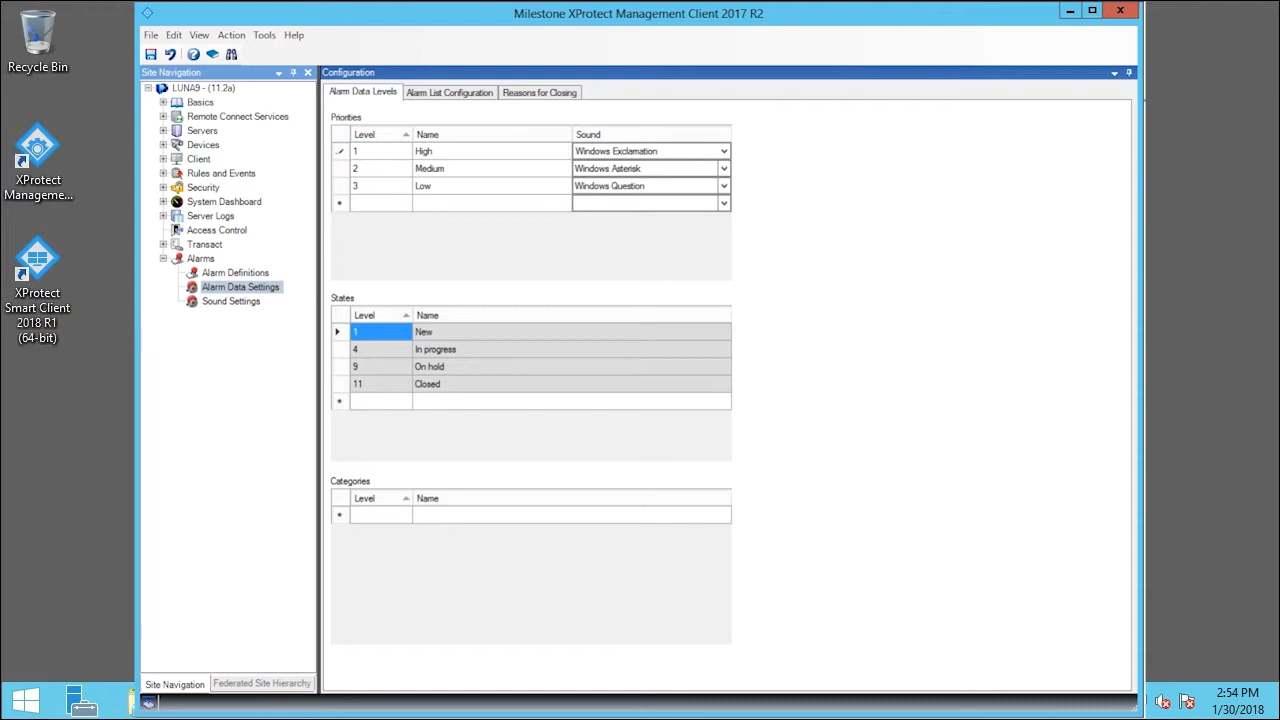 Milestone XProtect Management Client 2017 R2
File Edit View Action Tools Help
Site Navigation
Configuration
Recycle Bin
XProtect
Manageme...
XProtect
Smart Client
2018 R1
(64-bit)
LUNA9 - (11.2a)
Basics
Remote Connect Services
Servers
Devices
Client
Rules and Events
Security
System Dashboard
Server Logs
Access Control
Transact
Alarms
Alarm Definitions
Alarm Data Settings
Sound Settings
Site Navigation Federated Site Hierarchy
Alarm Data Levels Alarm List Configuration Reasons for Closing
Priorities
Level Name Sound
1 High Windows Exclamation
2 Medium Windows Asterisk
3 Low Windows Question
States
Level Name
1 New
4 In progress
9 On hold
11 Closed
Categories
Level Name
2:54 PM
1/30/2018